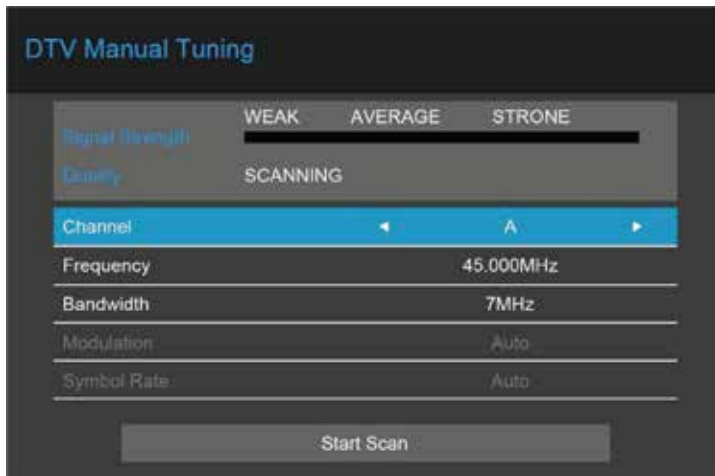 DTV Manual Tuning
WEAK AVERAGE STRONE
Signal Strength
Quality SCANNING
Channel A
Frequency 45.000MHz
Bandwidth 7MHz
Modulation Auto
Symbol Rate Auto
Start Scan